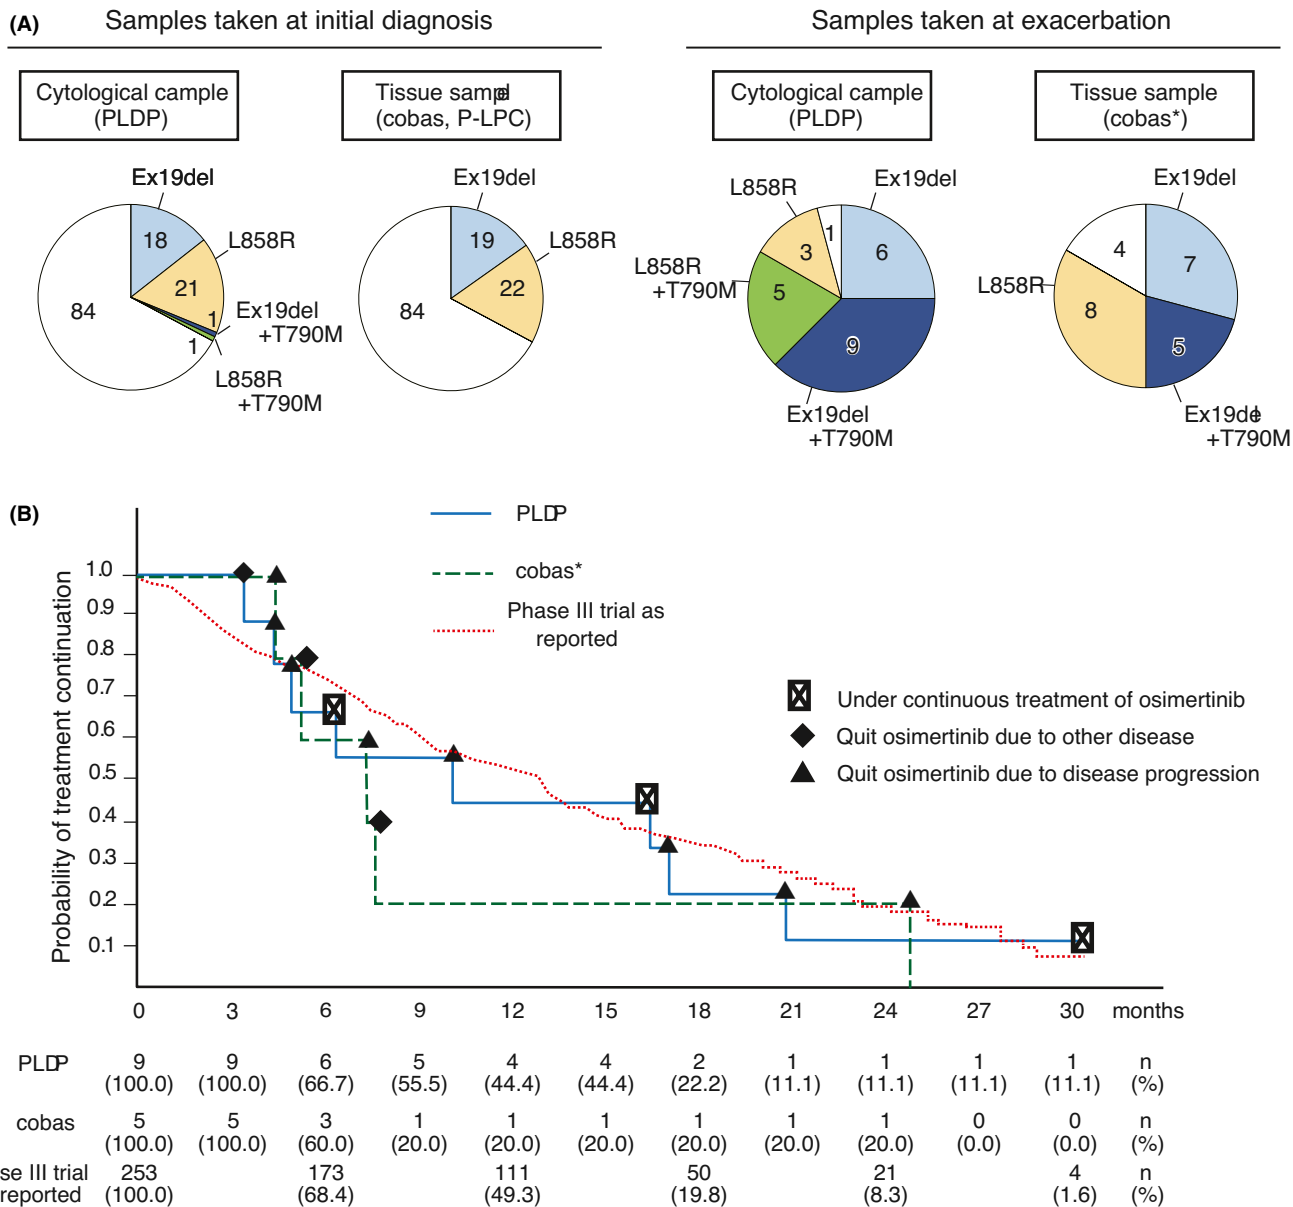 (A)
Samples taken at initial diagnosis
Samples taken at exacerbation
Cytological cample
(PLDP)
Tissue sample
(cobas, P-LPC)
Cytological cample
(PLDP)
Tissue sample
(cobas*)
Ex19del
18
L858R
21
1
Ex19del
+T790M
1
L858R
+T790M
84
Ex19del
19
L858R
22
84
L858R
Ex19del
1
3
6
L858R
+T790M
5
9
Ex19del
+T790M
Ex19del
4
7
L858R
8
5
Ex19del
+T790M
(B)
PLDP
cobas*
Phase III trial as
reported
Under continuous treatment of osimertinib
Quit osimertinib due to other disease
Quit osimertinib due to disease progression
Probability of treatment continuation
1.0
0.9
0.8
0.7
0.6
0.5
0.4
0.3
0.2
0.1
0 3 6 9 12 15 18 21 24 27 30 months
PLDP 9 9 6 5 4 4 2 1 1 1 1 n
(100.0) (100.0) (66.7) (55.5) (44.4) (44.4) (22.2) (11.1) (11.1) (11.1) (11.1) (%)
cobas 5 5 3 1 1 1 1 1 1 0 0 n
(100.0) (100.0) (60.0) (20.0) (20.0) (20.0) (20.0) (20.0) (20.0) (0.0) (0.0) (%)
se III trial 253 173 111 50 21 4 n
reported (100.0) (68.4) (49.3) (19.8) (8.3) (1.6) (%)